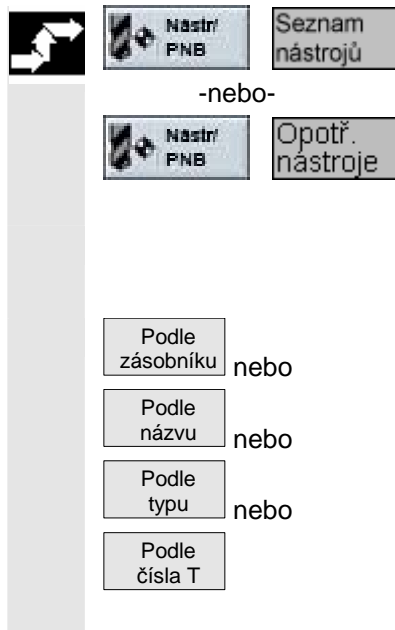 Nástr/ PNB Seznam nástrojů
-nebo-
Nástr/ PNB Opotř. nástroje
Podle
zásobníku nebo
Podle
názvu nebo
Podle
typu nebo
Podle
čísla T